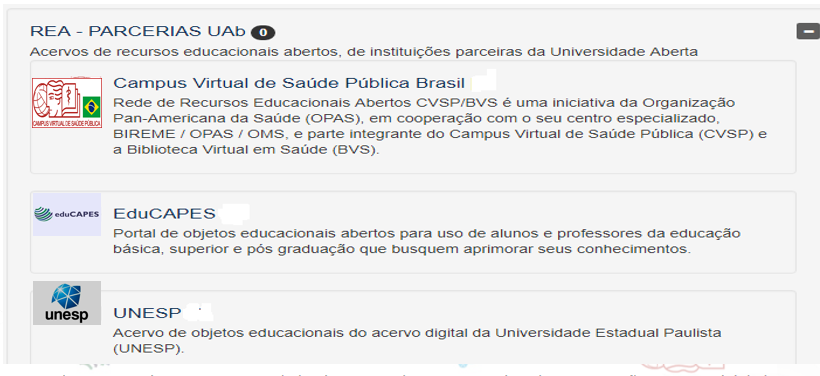 REA - PARCERIAS UAb 0
Acervos de recursos educacionais abertos, de instituições parceiras da Universidade Aberta
CAMPUS VIRTUAL DE SAÚDE PÚBLICA
Campus Virtual de Saúde Pública Brasil
Rede de Recursos Educacionais Abertos CVSP/BVS é uma iniciativa da Organização
Pan-Americana da Saúde (OPAS), em cooperação com o seu centro especializado,
BIREME / OPAS / OMS, e parte integrante do Campus Virtual de Saúde Pública (CVSP) e
a Biblioteca Virtual em Saúde (BVS).
eduCAPES
EduCAPES
Portal de objetos educacionais abertos para uso de alunos e professores da educação
básica, superior e pós graduação que busquem aprimorar seus conhecimentos.
unesp
UNESP
Acervo de objetos educacionais do acervo digital da Universidade Estadual Paulista
(UNESP).